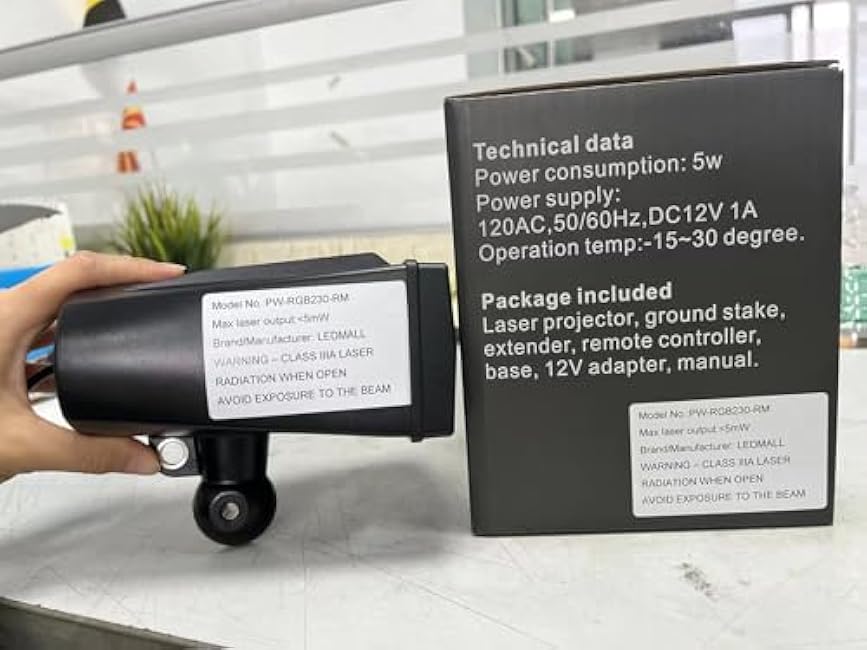 Model No. PW-RGB230-RM
Max laser output <5mW
Brand/Manufacturer: LEDMALL
WARNING – CLASS IIIA LASER
RADIATION WHEN OPEN
AVOID EXPOSURE TO THE BEAM
Technical data
Power consumption: 5w
Power supply:
120AC,50/60Hz,DC12V 1A
Operation temp:-15~30 degree.
Package included
Laser projector, ground stake,
extender, remote controller,
base, 12V adapter, manual.
Model No.:PW-RGB230-RM
Max laser output <5mW
Brand/Manufacturer: LEDMALL
WARNING – CLASS IIIA LASER
RADIATION WHEN OPEN
AVOID EXPOSURE TO THE BEAM